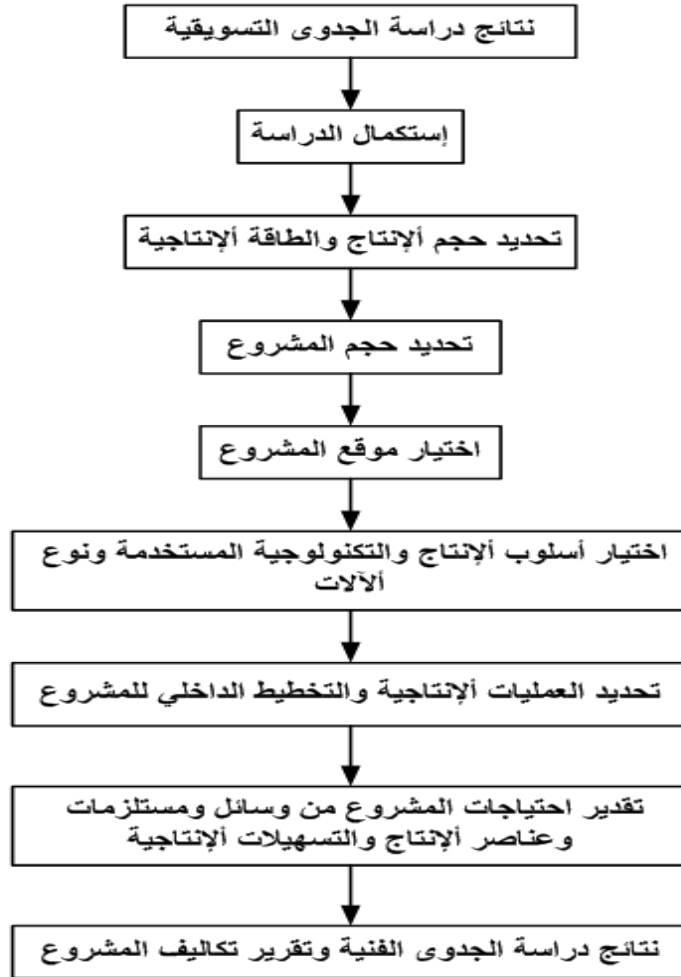 نتائج دراسة الجدوى التسويقية
إستكمال الدراسة
تحديد حجم ألإنتاج والطاقة ألإنتاجية
تحديد حجم المشروع
اختيار موقع المشروع
اختيار أسلوب ألإنتاج والتكنولوجية المستخدمة ونوع
ألآلات
تحديد العمليات ألإنتاجية والتخطيط الداخلي للمشروع
تقدير احتياجات المشروع من وسائل ومستلزمات
وعناصر ألإنتاج والتسهيلات ألإنتاجية
نتائج دراسة الجدوى الفنية وتقرير تكاليف المشروع